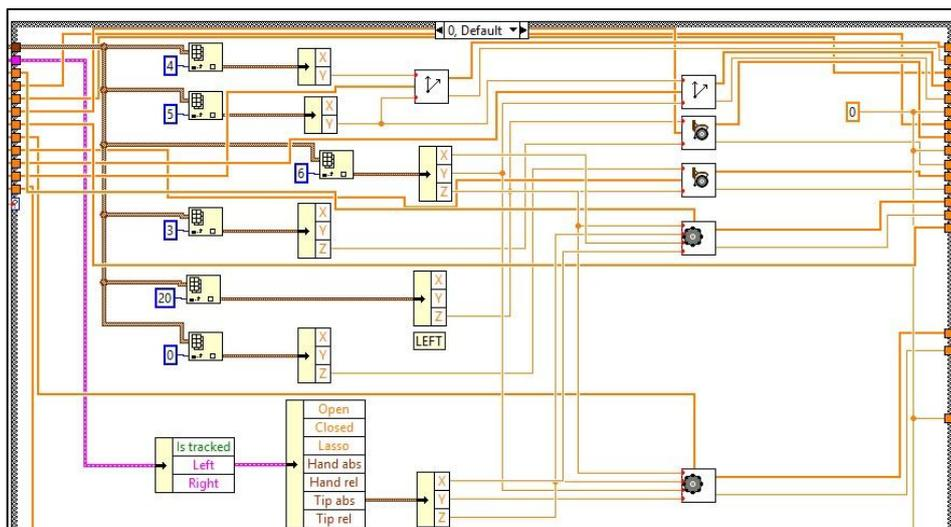 0, Default
4
X
Y
5
X
Y
0
6
X
Y
Z
3
X
Y
Z
20
X
Y
Z
LEFT
0
X
Y
Z
Open
Closed
Lasso
Is tracked
Hand abs
Left
Hand rel
Right
Tip abs
X
Y
Tip rel
Z